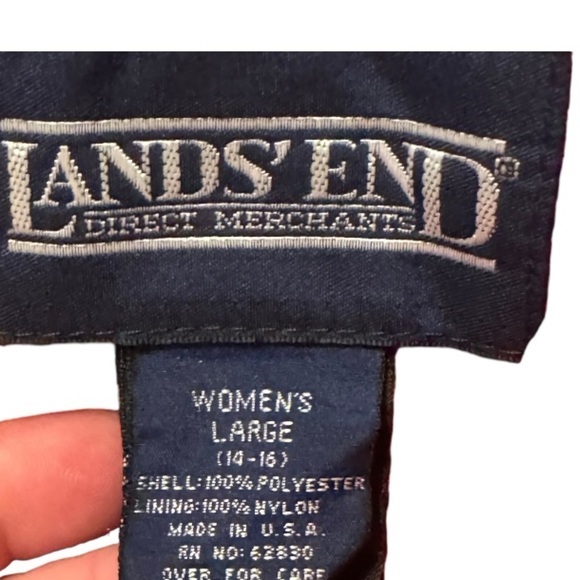 LANDS' END®
DIRECT MERCHANTS
WOMEN'S
LARGE
(14-16)
SHELL:100% POLYESTER
LINING:100% NYLON
MADE IN U.S.A.
RN NO: 62830
OVER FOR CARE